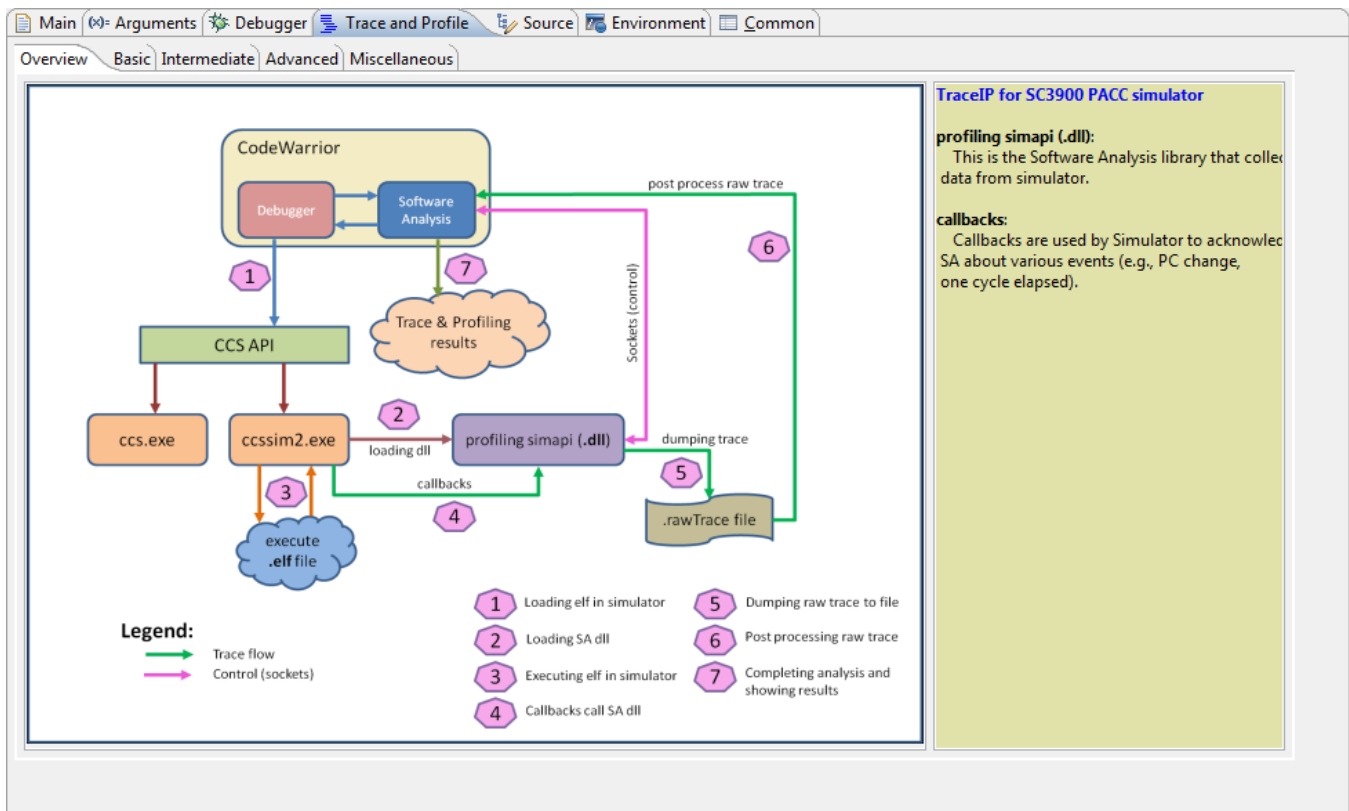 Main (x)= Arguments Debugger Trace and Profile Source Environment Common
Overview Basic Intermediate Advanced Miscellaneous
CodeWarrior
Debugger
Software
Analysis
post process raw trace
1
7
6
Sockets (control)
Trace & Profiling
results
CCS API
ccs.exe
ccssim2.exe
2
loading dll
profiling simapi (.dll)
dumping trace
5
callbacks
3
4
.rawTrace file
execute
.elf file
Legend:
Trace flow
Control (sockets)
1 Loading elf in simulator
2 Loading SA dll
3 Executing elf in simulator
4 Callbacks call SA dll
5 Dumping raw trace to file
6 Post processing raw trace
7 Completing analysis and
showing results
TraceIP for SC3900 PACC simulator
profiling simapi (.dll):
This is the Software Analysis library that collec
data from simulator.
callbacks:
Callbacks are used by Simulator to acknowled
SA about various events (e.g., PC change,
one cycle elapsed).